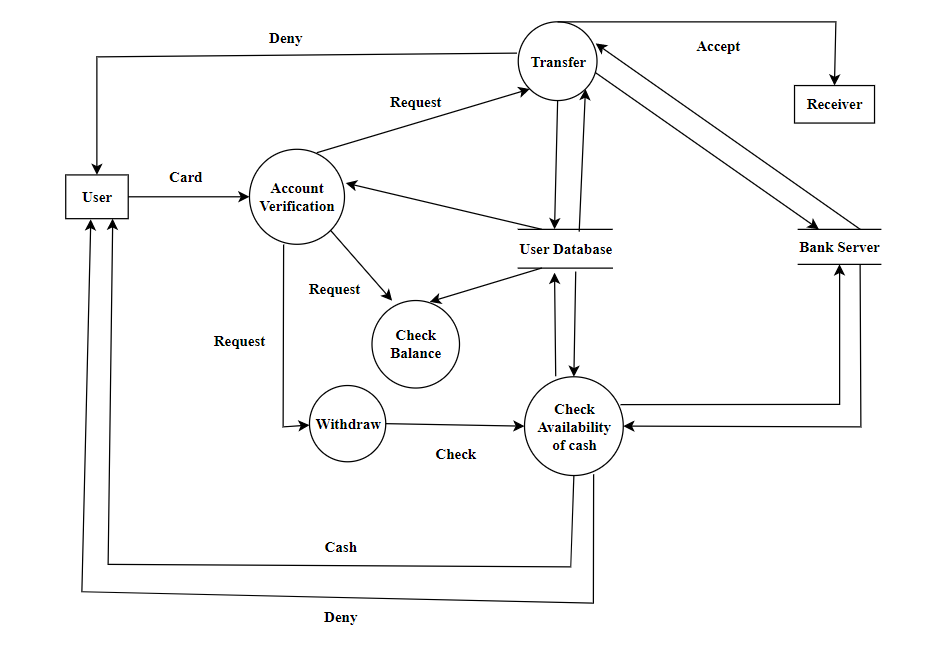 Deny
Accept
Transfer
Request
Receiver
Card
User
Account
Verification
User Database
Bank Server
Request
Check
Balance
Request
Withdraw
Check
Availability
of cash
Check
Cash
Deny